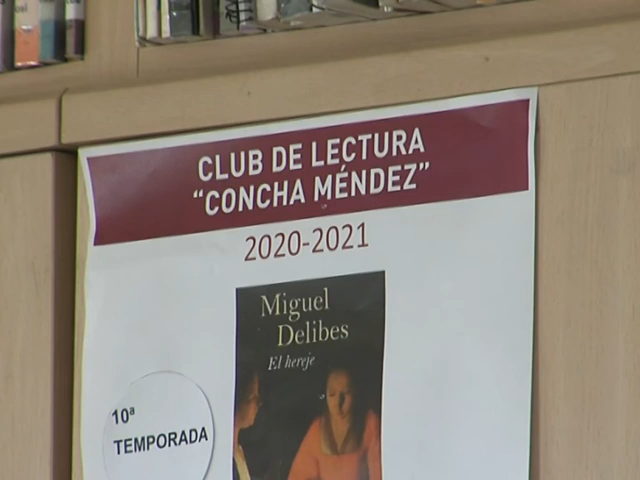 CLUB DE LECTURA
"CONCHA MÉNDEZ"
2020-2021
Miguel
Delibes
El hereje
10ª
TEMPORADA